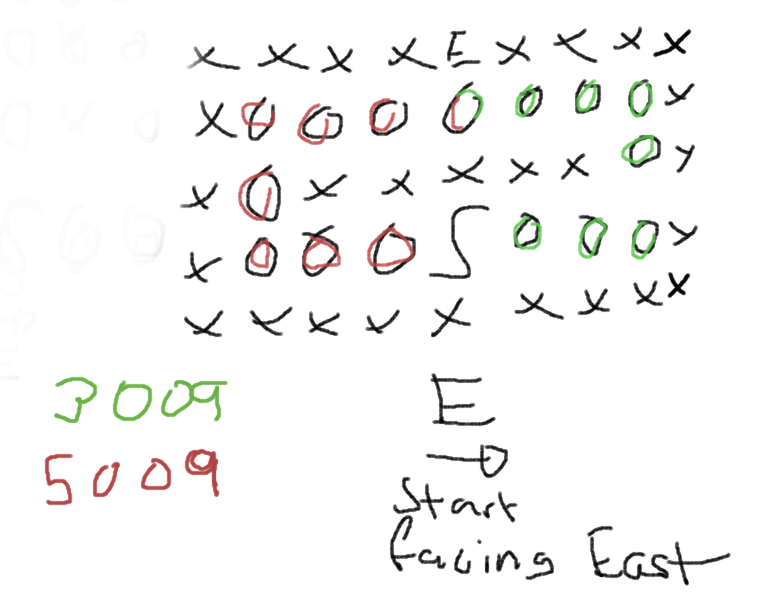 x x x x E x x x x
x 0 0 0 0 0 0 0 x
x 0 x x x x x 0 y
x 0 0 0 S 0 0 0 y
x x x x x x x x x
3009
5009
E
Start
facing East